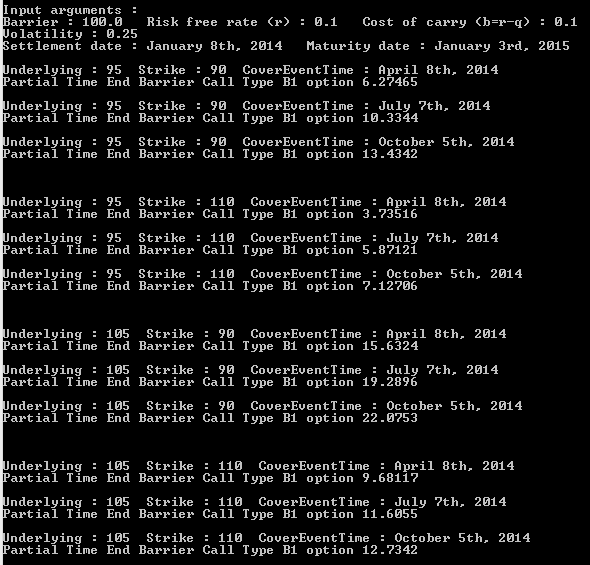 Input arguments :
Barrier : 100.0   Risk free rate (r) : 0.1   Cost of carry (b=r-q) : 0.1
Volatility : 0.25
Settlement date : January 8th, 2014   Maturity date : January 3rd, 2015
Underlying : 95  Strike : 90  CoverEventTime : April 8th, 2014
Partial Time End Barrier Call Type B1 option 6.27465
Underlying : 95  Strike : 90  CoverEventTime : July 7th, 2014
Partial Time End Barrier Call Type B1 option 10.3344
Underlying : 95  Strike : 90  CoverEventTime : October 5th, 2014
Partial Time End Barrier Call Type B1 option 13.4342
Underlying : 95  Strike : 110  CoverEventTime : April 8th, 2014
Partial Time End Barrier Call Type B1 option 3.73516
Underlying : 95  Strike : 110  CoverEventTime : July 7th, 2014
Partial Time End Barrier Call Type B1 option 5.87121
Underlying : 95  Strike : 110  CoverEventTime : October 5th, 2014
Partial Time End Barrier Call Type B1 option 7.12706
Underlying : 105  Strike : 90  CoverEventTime : April 8th, 2014
Partial Time End Barrier Call Type B1 option 15.6324
Underlying : 105  Strike : 90  CoverEventTime : July 7th, 2014
Partial Time End Barrier Call Type B1 option 19.2896
Underlying : 105  Strike : 90  CoverEventTime : October 5th, 2014
Partial Time End Barrier Call Type B1 option 22.0753
Underlying : 105  Strike : 110  CoverEventTime : April 8th, 2014
Partial Time End Barrier Call Type B1 option 9.68117
Underlying : 105  Strike : 110  CoverEventTime : July 7th, 2014
Partial Time End Barrier Call Type B1 option 11.6055
Underlying : 105  Strike : 110  CoverEventTime : October 5th, 2014
Partial Time End Barrier Call Type B1 option 12.7342